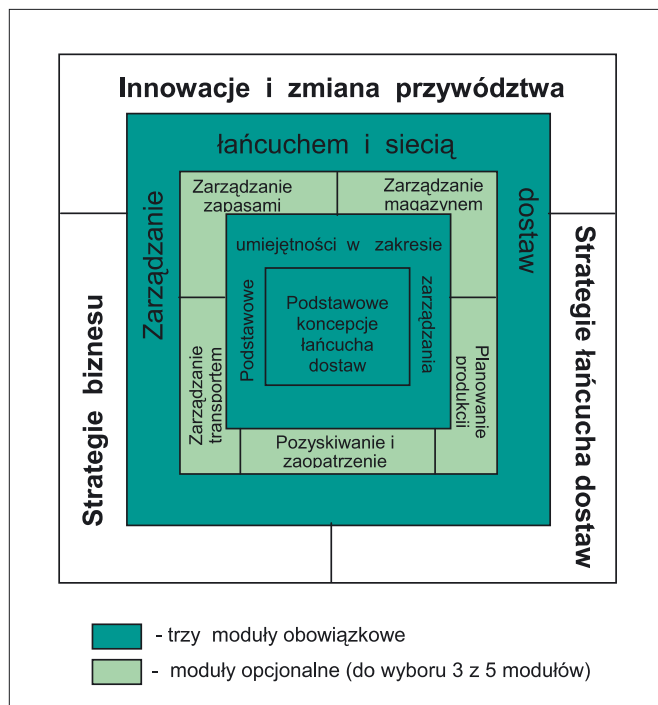 Innowacje i zmiana przywództwa
łańcuchem i siecią
Zarządzanie
dostaw
Zarządzanie
zapasami
Zarządzanie
magazynem
umiejętności w zakresie
Podstawowe
zarządzania
Podstawowe
koncepcje
łańcucha
dostaw
Strategie biznesu
Strategie łańcucha dostaw
Zarządzanie
transportem
Planowanie
produkcji
Pozyskiwanie i
zaopatrzenie
- trzy moduły obowiązkowe
- moduły opcjonalne (do wyboru 3 z 5 modułów)